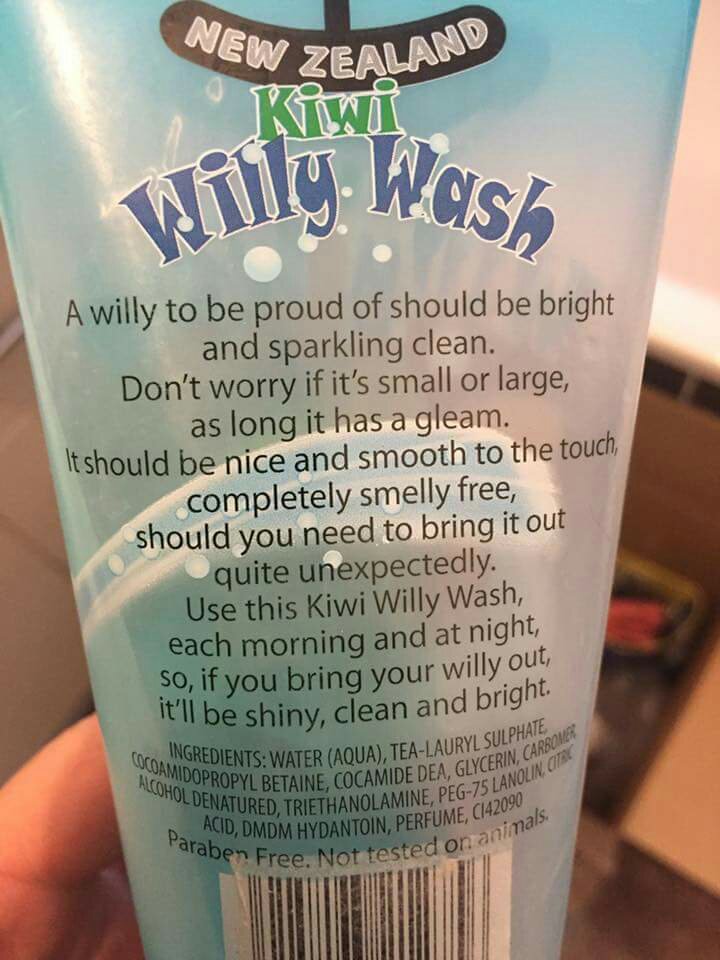 NEW ZEALAND
Kiwi
Willy Wash
A willy to be proud of should be bright
and sparkling clean.
Don't worry if it's small or large,
as long it has a gleam.
It should be nice and smooth to the touch,
completely smelly free,
should you need to bring it out
quite unexpectedly.
Use this Kiwi Willy Wash,
each morning and at night,
so, if you bring your willy out,
it'll be shiny, clean and bright.
INGREDIENTS: WATER (AQUA), TEA-LAURYL SULPHATE,
COCOAMIDOPROPYL BETAINE, COCAMIDE DEA, GLYCERIN, CARBOMER,
ALCOHOL DENATURED, TRIETHANOLAMINE, PEG-75 LANOLIN, CITRIC
ACID, DMDM HYDANTOIN, PERFUME, CI42090
Paraben Free. Not tested on animals.